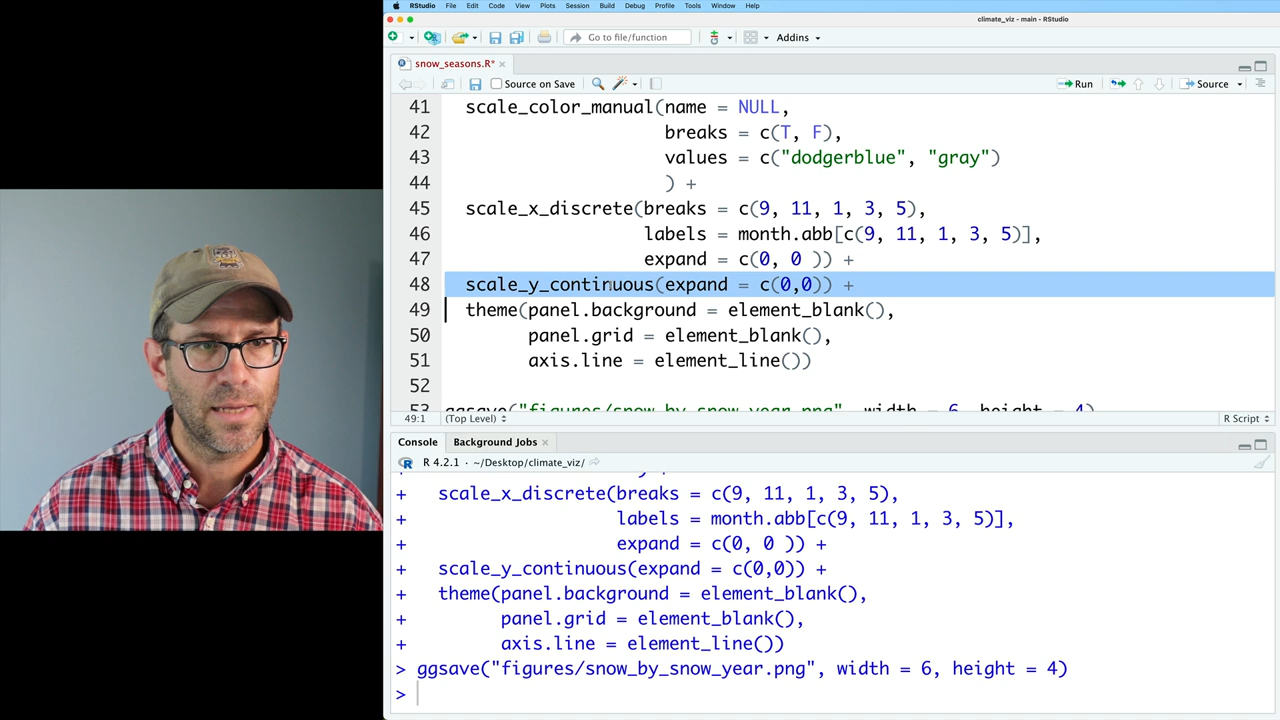 RStudio File Edit Code View Plots Session Build Debug Profile Tools Window Help
climate_viz - main - RStudio
Go to file/function Addins
snow_seasons.R*
Source on Save Run Source
41 scale_color_manual(name = NULL,
42 breaks = c(T, F),
43 values = c("dodgerblue", "gray")
44 ) +
45 scale_x_discrete(breaks = c(9, 11, 1, 3, 5),
46 labels = month.abb[c(9, 11, 1, 3, 5)],
47 expand = c(0, 0 )) +
48 scale_y_continuous(expand = c(0,0)) +
49 theme(panel.background = element_blank(),
50 panel.grid = element_blank(),
51 axis.line = element_line())
52
53 ggsave("figures/snow_by_snow_year.png", width = 6, height = 4)
49:1 (Top Level) R Script
Console Background Jobs
R 4.2.1 · ~/Desktop/climate_viz/
+ scale_x_discrete(breaks = c(9, 11, 1, 3, 5),
+ labels = month.abb[c(9, 11, 1, 3, 5)],
+ expand = c(0, 0 )) +
+ scale_y_continuous(expand = c(0,0)) +
+ theme(panel.background = element_blank(),
+ panel.grid = element_blank(),
+ axis.line = element_line())
> ggsave("figures/snow_by_snow_year.png", width = 6, height = 4)
>